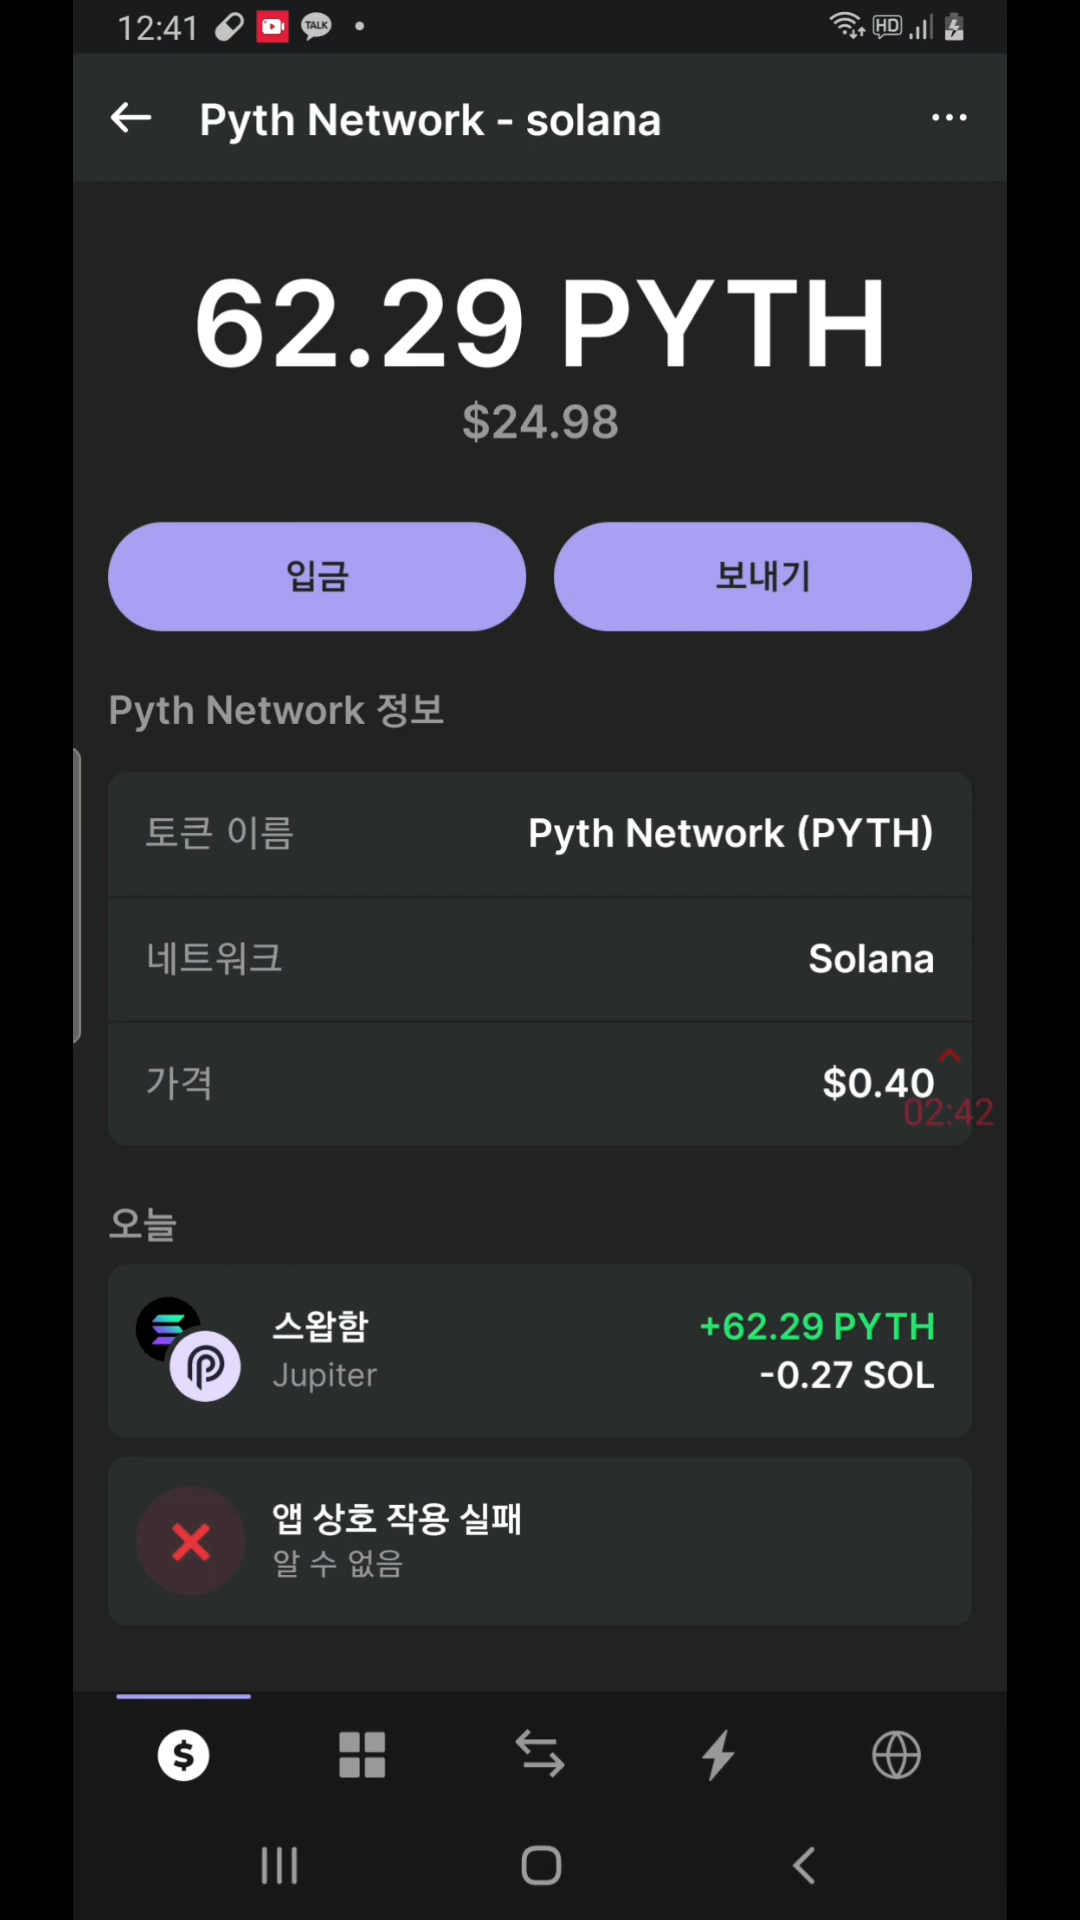 12:41
TALK
HD
Pyth Network - solana
62.29 PYTH
$24.98
입금
보내기
Pyth Network 정보
토큰 이름
Pyth Network (PYTH)
네트워크
Solana
가격
$0.40
02:42
오늘
스왑함
+62.29 PYTH
Jupiter
-0.27 SOL
앱 상호 작용 실패
알 수 없음